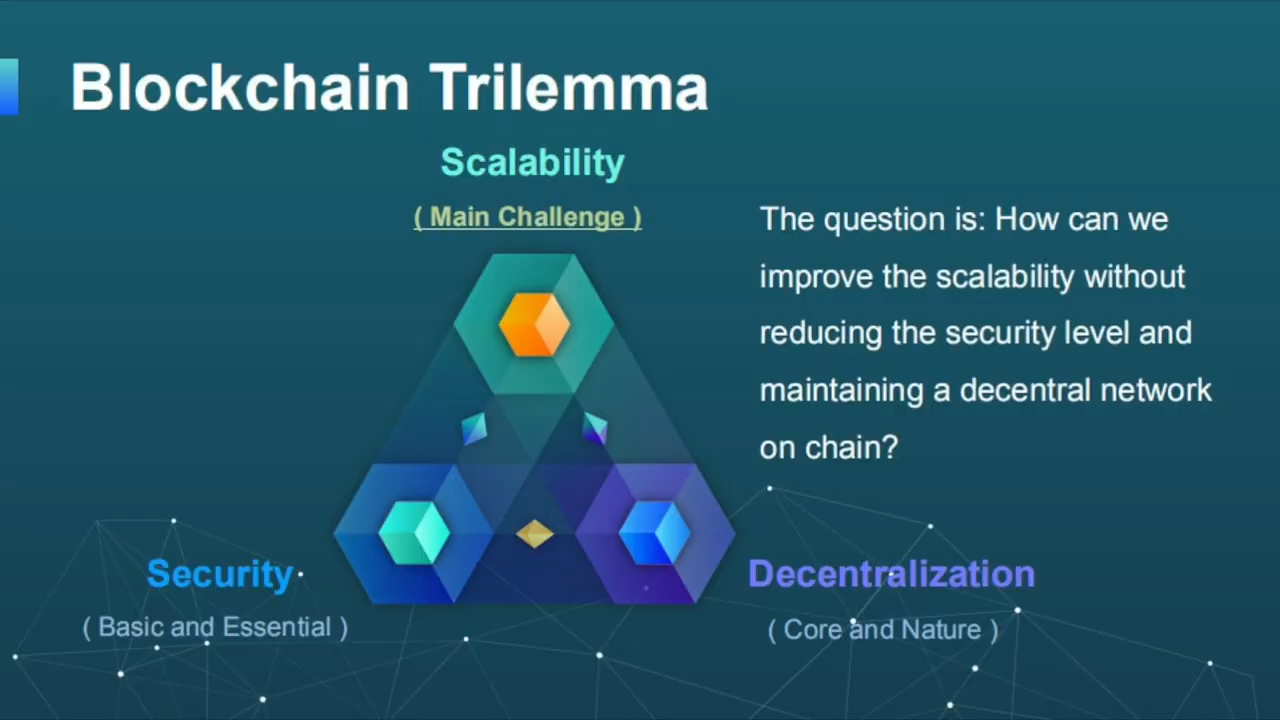 Blockchain Trilemma
Scalability
( Main Challenge )
The question is: How can we
improve the scalability without
reducing the security level and
maintaining a decentral network
on chain?
Security
( Basic and Essential )
Decentralization
( Core and Nature )